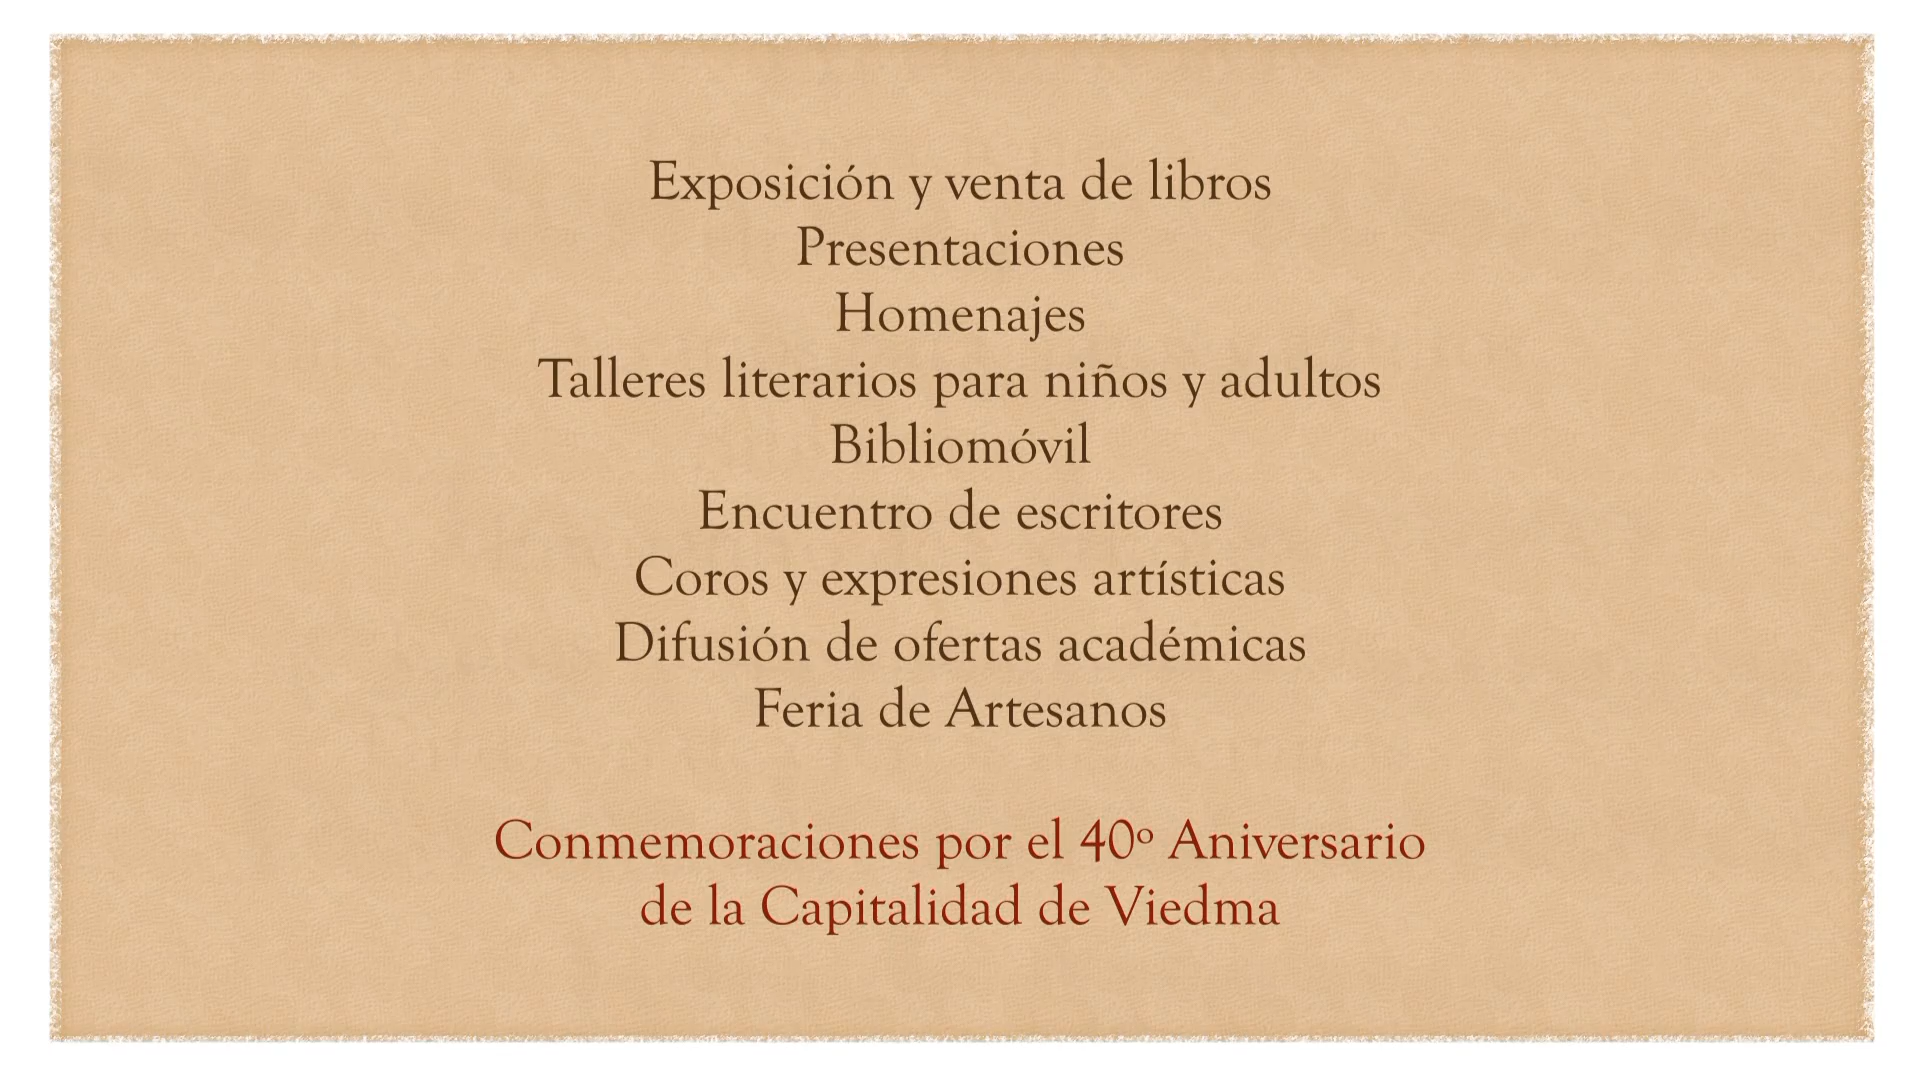 Exposición y venta de libros
Presentaciones
Homenajes
Talleres literarios para niños y adultos
Bibliomóvil
Encuentro de escritores
Coros y expresiones artísticas
Difusión de ofertas académicas
Feria de Artesanos
Conmemoraciones por el 40º Aniversario
de la Capitalidad de Viedma